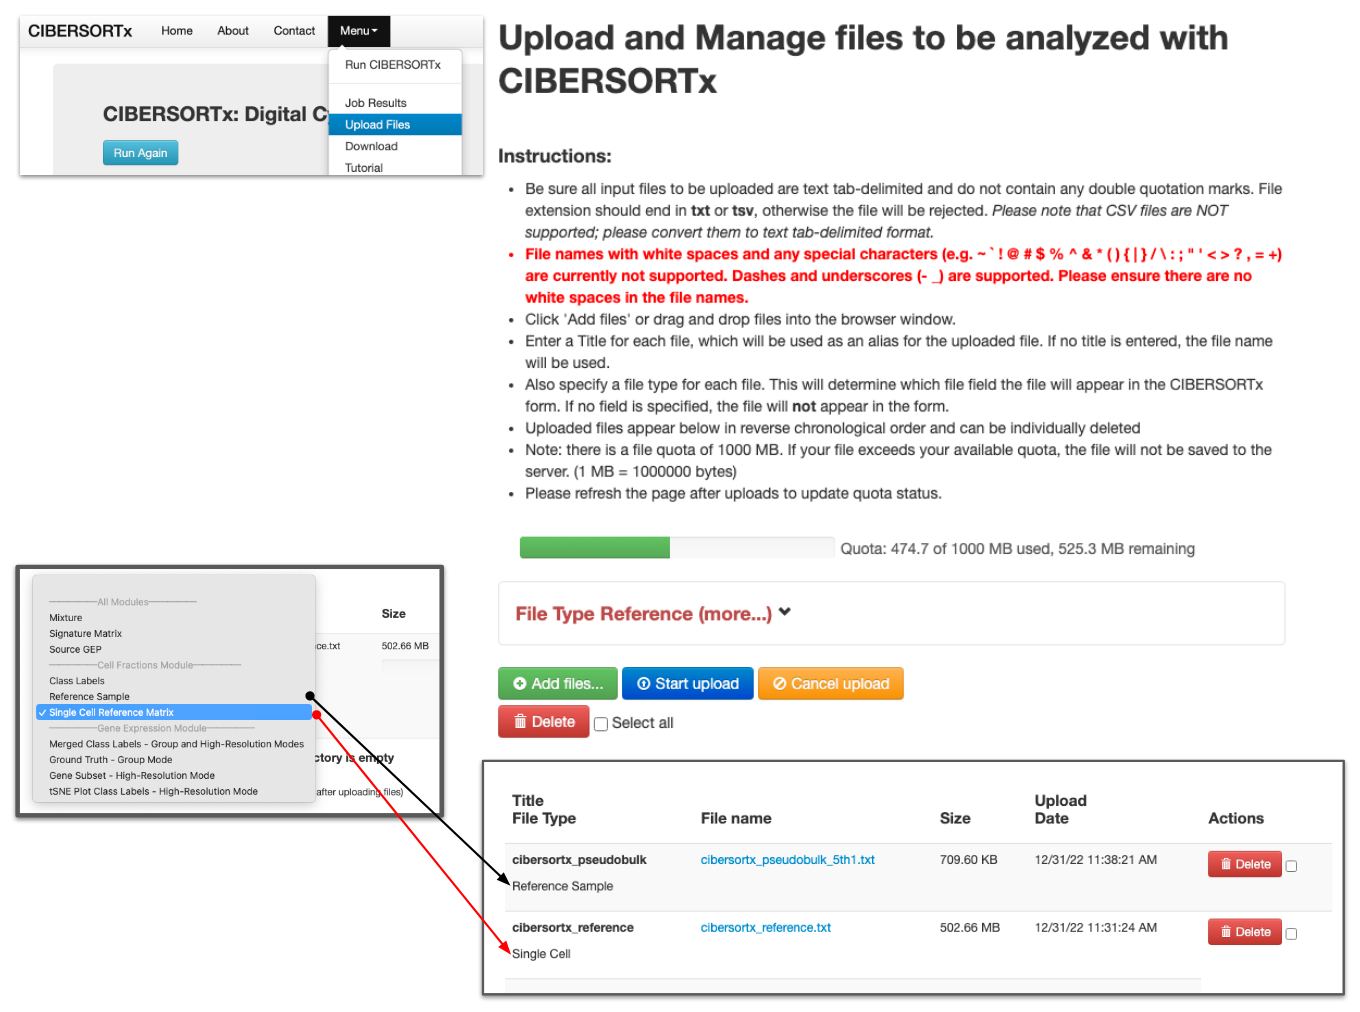 CIBERSORTx Home About Contact Menu
Run CIBERSORTx
Job Results
Upload Files
Download
Tutorial
CIBERSORTx: Digital Cy
Run Again
Upload and Manage files to be analyzed with
CIBERSORTx
Instructions:
• Be sure all input files to be uploaded are text tab-delimited and do not contain any double quotation marks. File
extension should end in txt or tsv, otherwise the file will be rejected. Please note that CSV files are NOT
supported; please convert them to text tab-delimited format.
• File names with white spaces and any special characters (e.g. ~ ` ! @ # $ % ^ & * ( ) { | } / \ : ; " ' < > ? , = +)
are currently not supported. Dashes and underscores (- _) are supported. Please ensure there are no
white spaces in the file names.
• Click 'Add files' or drag and drop files into the browser window.
• Enter a Title for each file, which will be used as an alias for the uploaded file. If no title is entered, the file name
will be used.
• Also specify a file type for each file. This will determine which file field the file will appear in the CIBERSORTx
form. If no field is specified, the file will not appear in the form.
• Uploaded files appear below in reverse chronological order and can be individually deleted
• Note: there is a file quota of 1000 MB. If your file exceeds your available quota, the file will not be saved to the
server. (1 MB = 1000000 bytes)
• Please refresh the page after uploads to update quota status.
Quota: 474.7 of 1000 MB used, 525.3 MB remaining
File Type Reference (more...)
Add files... Start upload Cancel upload
Delete Select all
All Modules
Mixture
Signature Matrix
Source GEP
Cell Fractions Module
Class Labels
Reference Sample
✓ Single Cell Reference Matrix
Gene Expression Module
Merged Class Labels - Group and High-Resolution Modes
Ground Truth - Group Mode
Gene Subset - High-Resolution Mode
tSNE Plot Class Labels - High-Resolution Mode
Size
ce.txt 502.66 MB
ctory is empty
after uploading files)
Title
File Type File name Size Upload
Date Actions
cibersortx_pseudobulk cibersortx_pseudobulk_5th1.txt 709.60 KB 12/31/22 11:38:21 AM Delete
Reference Sample
cibersortx_reference cibersortx_reference.txt 502.66 MB 12/31/22 11:31:24 AM Delete
Single Cell